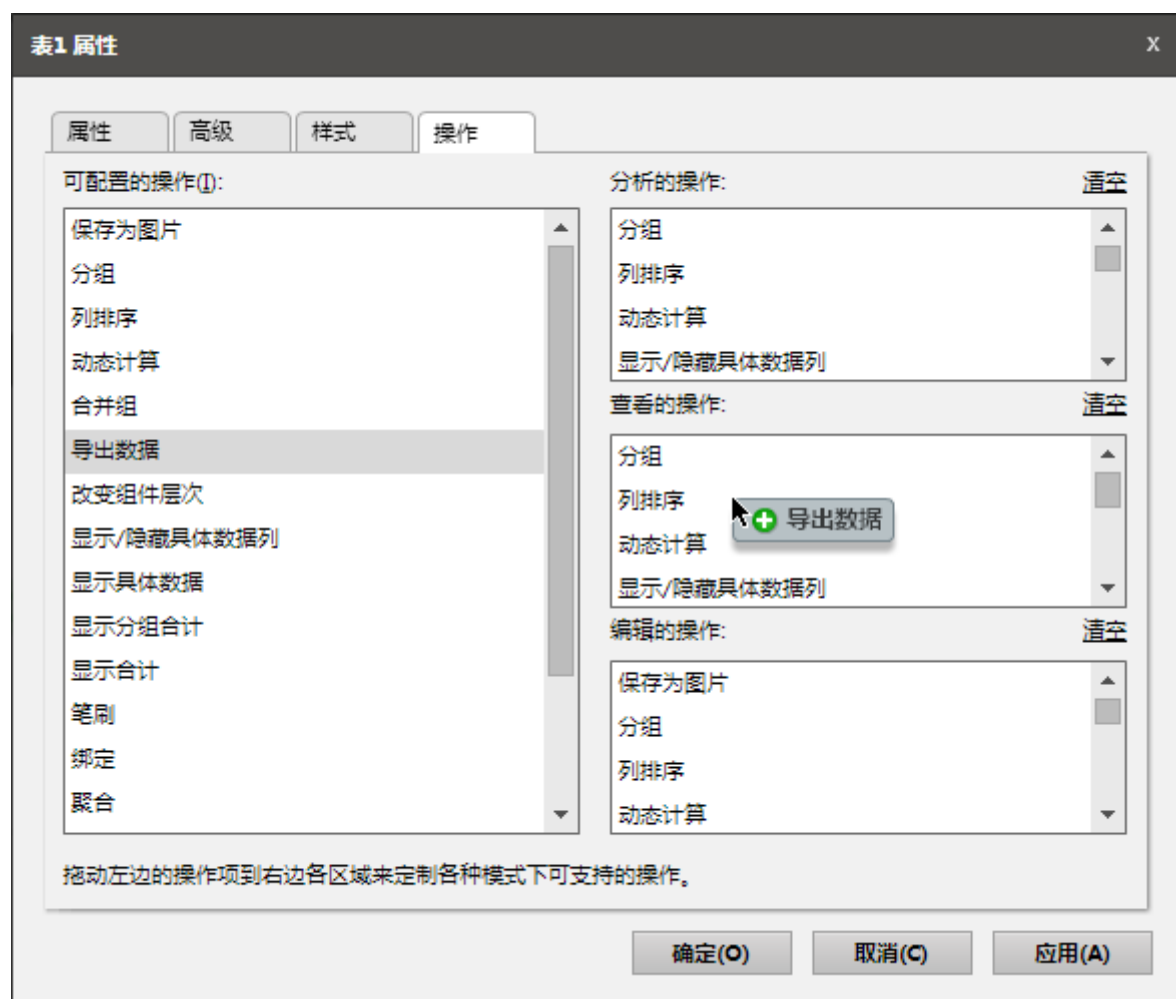 表1 属性
X
属性
高级
样式
操作
可配置的操作(I):
保存为图片
分组
列排序
动态计算
合并组
导出数据
改变组件层次
显示/隐藏具体数据列
显示具体数据
显示分组合计
显示合计
笔刷
绑定
聚合
分析的操作:
清空
分组
列排序
动态计算
显示/隐藏具体数据列
查看的操作:
清空
分组
列排序
导出数据
动态计算
显示/隐藏具体数据列
编辑的操作:
清空
保存为图片
分组
列排序
动态计算
拖动左边的操作项到右边各区域来定制各种模式下可支持的操作。
确定(O)
取消(C)
应用(A)